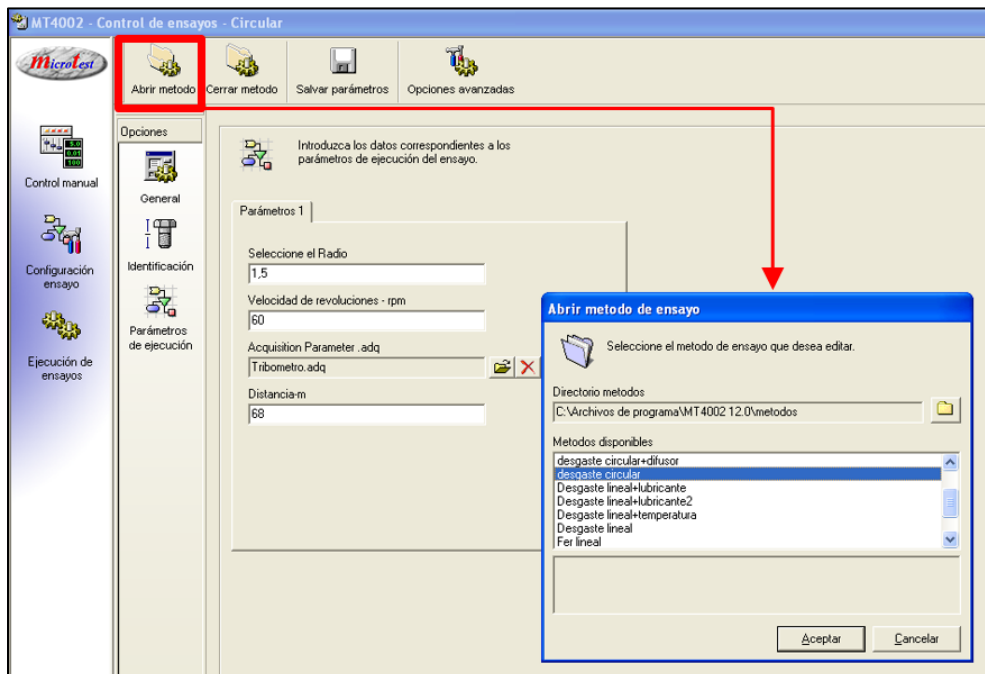 MT4002 - Control de ensayos - Circular
Microtest
Abrir metodo
Cerrar metodo
Salvar parámetros
Opciones avanzadas
Control manual
Configuración
ensayo
Ejecución de
ensayos
Opciones
General
Identificación
Parámetros
de ejecución
Introduzca los datos correspondientes a los
parámetros de ejecución del ensayo.
Parámetros 1
Seleccione el Radio
1,5
Velocidad de revoluciones - rpm
60
Acquisition Parameter .adq
Tribometro.adq
Distancia-m
68
Abrir metodo de ensayo
Seleccione el metodo de ensayo que desea editar.
Directorio metodos
C:\Archivos de programa\MT4002 12.0\metodos
Metodos disponibles
desgaste circular+difusor
desgaste circular
Desgaste lineal+lubricante
Desgaste lineal+lubricante2
Desgaste lineal+temperatura
Desgaste lineal
Fer lineal
Aceptar
Cancelar